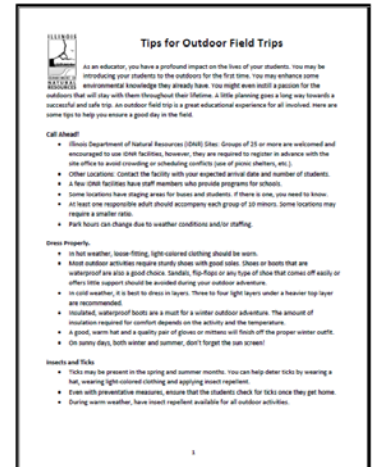 ILLINOIS
DEPARTMENT OF
NATURAL
RESOURCES
Tips for Outdoor Field Trips
As an educator, you have a profound impact on the lives of your students. You may be
introducing your students to the outdoors for the first time. You may enhance some
environmental knowledge they already have. You might even instill a passion for the
outdoors that will stay with them throughout their lifetime. A little planning goes a long way towards a
successful and safe trip. An outdoor field trip is a great educational experience for all involved. Here are
some tips to help you ensure a good day in the field.
Call Ahead!
• Illinois Department of Natural Resources (IDNR) Sites: Groups of 25 or more are welcomed and
encouraged to use IDNR facilities, however, they are required to register in advance with the
site office to avoid crowding or scheduling conflicts (use of picnic shelters, etc.).
• Other Locations: Contact the facility with your expected arrival date and number of students.
• A few IDNR facilities have staff members who provide programs for schools.
• Some locations have staging areas for buses and students. If there is one, you need to know.
• At least one responsible adult should accompany each group of 10 minors. Some locations may
require a smaller ratio.
• Park hours can change due to weather conditions and/or staffing.
Dress Properly.
• In hot weather, loose-fitting, light-colored clothing should be worn.
• Most outdoor activities require sturdy shoes with good soles. Shoes or boots that are
waterproof are also a good choice. Sandals, flip-flops or any type of shoe that comes off easily or
offers little support should be avoided during your outdoor adventure.
• In cold weather, it is best to dress in layers. Three to four light layers under a heavier top layer
are recommended.
• Insulated, waterproof boots are a must for a winter outdoor adventure. The amount of
insulation required for comfort depends on the activity and the temperature.
• A good, warm hat and a quality pair of gloves or mittens will finish off the proper winter outfit.
• On sunny days, both winter and summer, don't forget the sun screen!
Insects and Ticks
• Ticks may be present in the spring and summer months. You can help deter ticks by wearing a
hat, wearing light-colored clothing and applying insect repellent.
• Even with preventative measures, ensure that the students check for ticks once they get home.
• During warm weather, have insect repellent available for all outdoor activities.
1